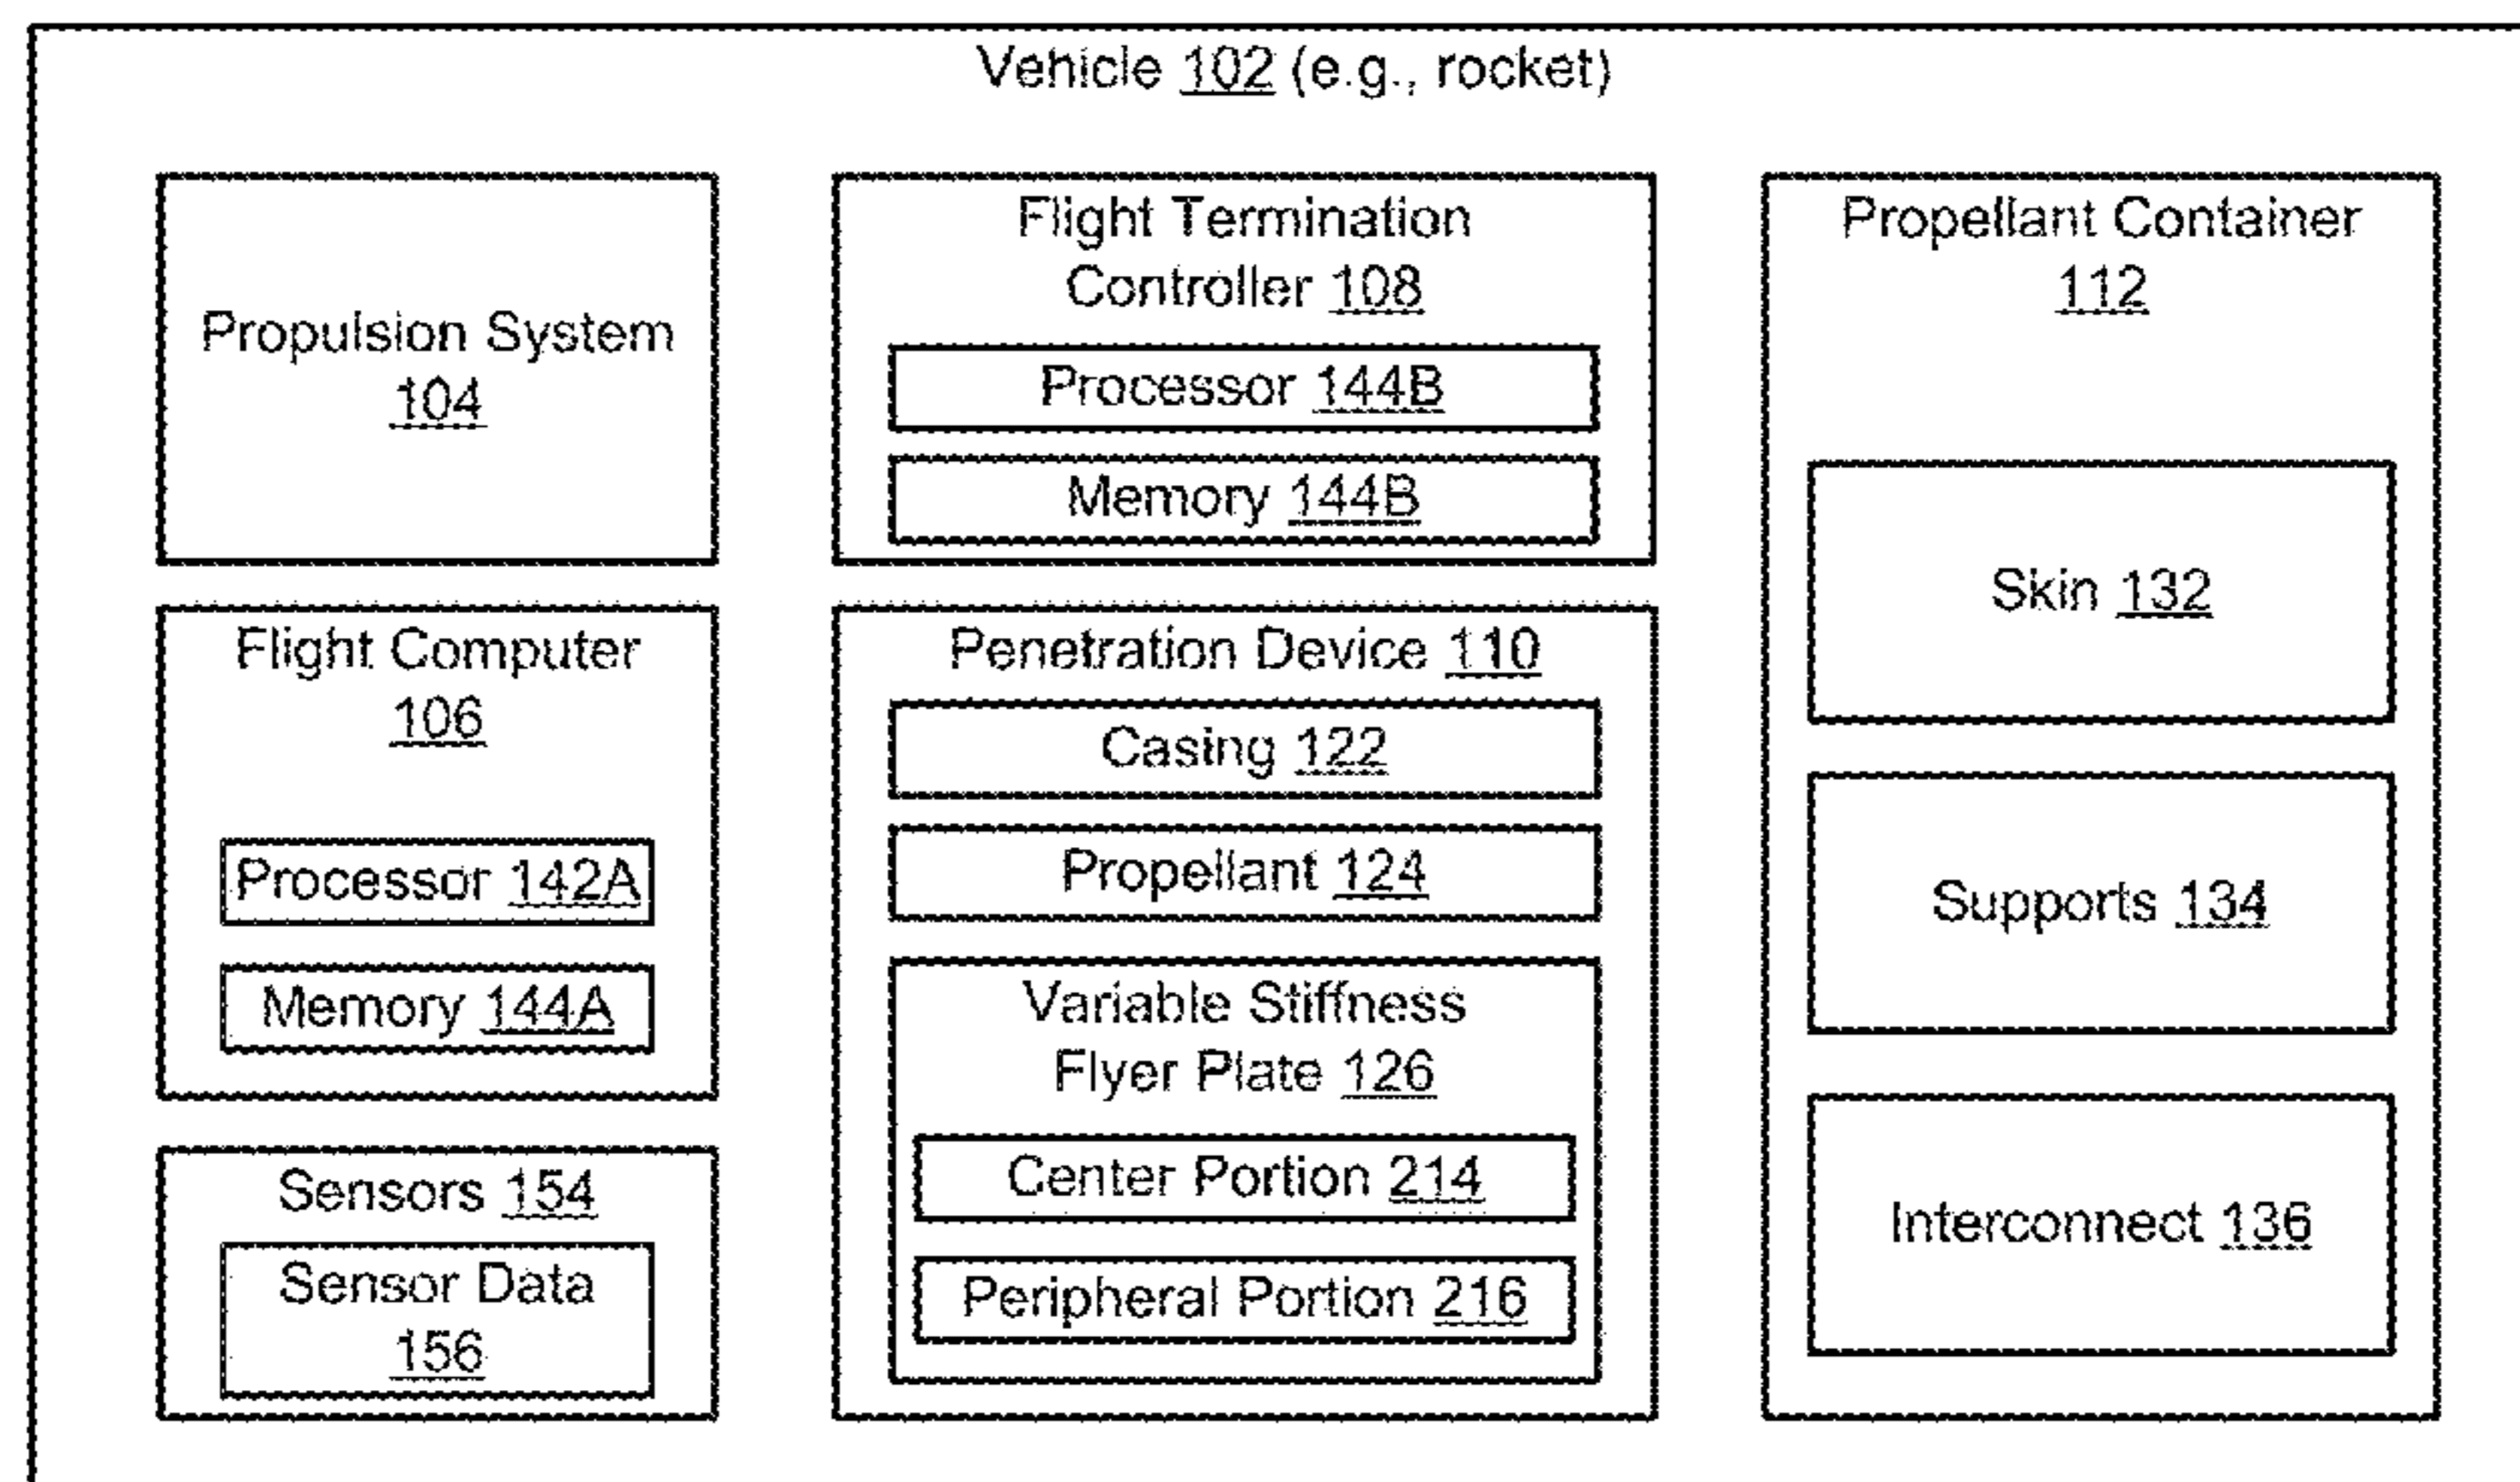 Vehicle 102 (e.g., rocket)
Propulsion System
104
Flight Computer
106
Processor 142A
Memory 144A
Sensors 154
Sensor Data
156
Flight Termination
Controller 108
Processor 144B
Memory 144B
Penetration Device 110
Casing 122
Propellant 124
Variable Stiffness
Flyer Plate 126
Center Portion 214
Peripheral Portion 216
Propellant Container
112
Skin 132
Supports 134
Interconnect 136